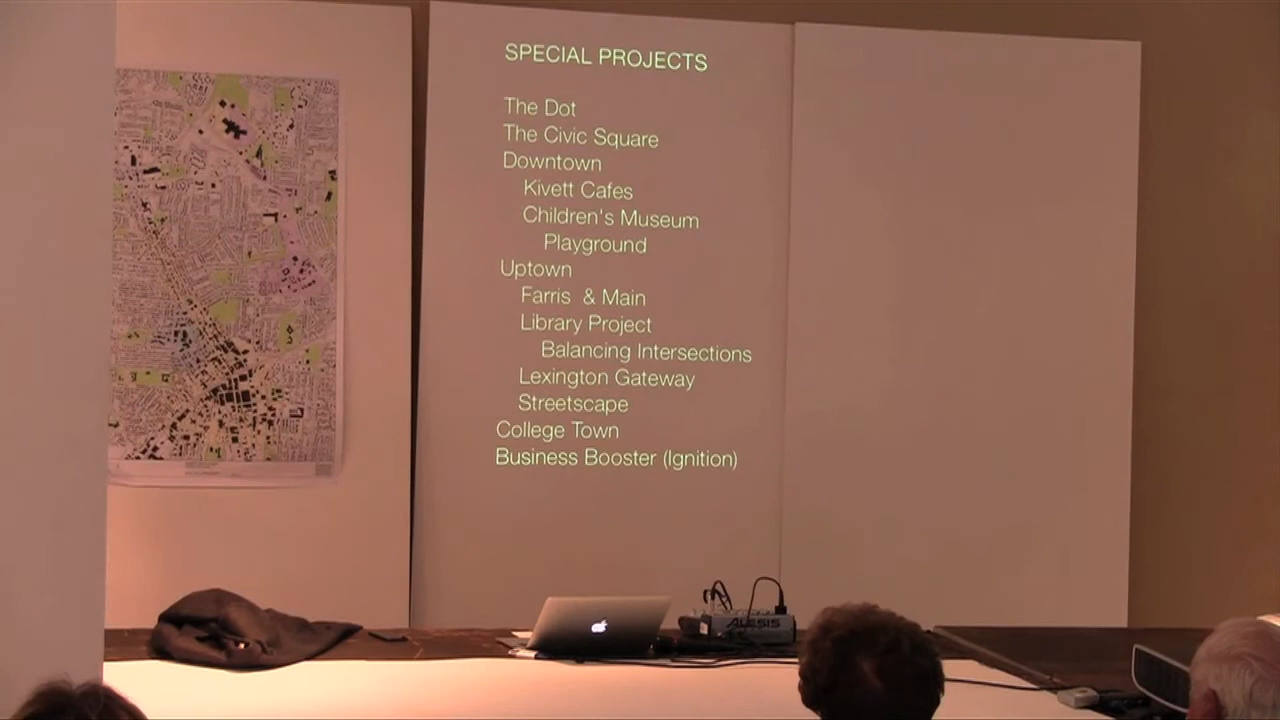 SPECIAL PROJECTS
The Dot
The Civic Square
Downtown
Kivett Cafes
Children's Museum
Playground
Uptown
Farris & Main
Library Project
Balancing Intersections
Lexington Gateway
Streetscape
College Town
Business Booster (Ignition)
ALESIS